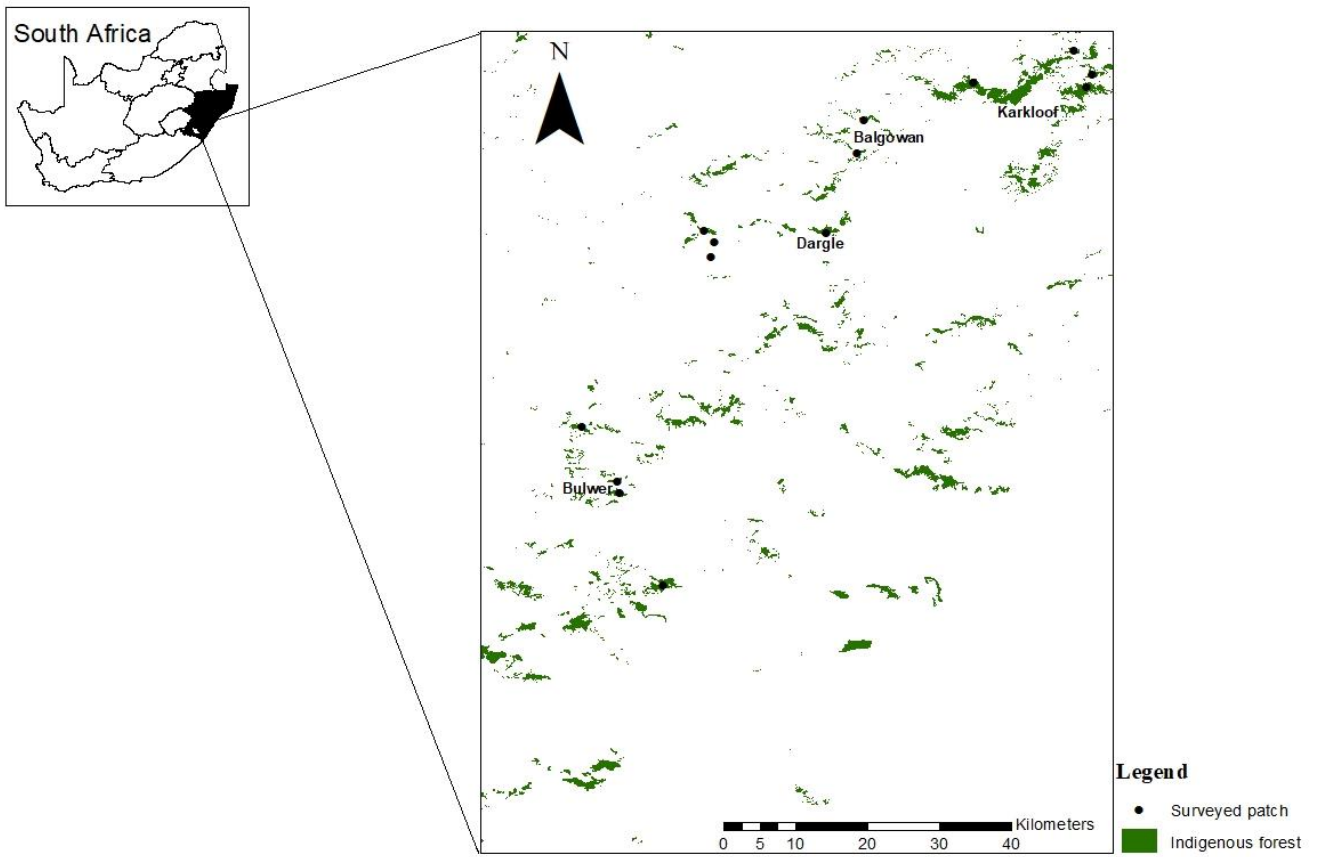 South Africa
N
Karkloof
Balgowan
Dargle
Bulwer
Legend
Surveyed patch
Indigenous forest
Kilometers
0 5 10 20 30 40